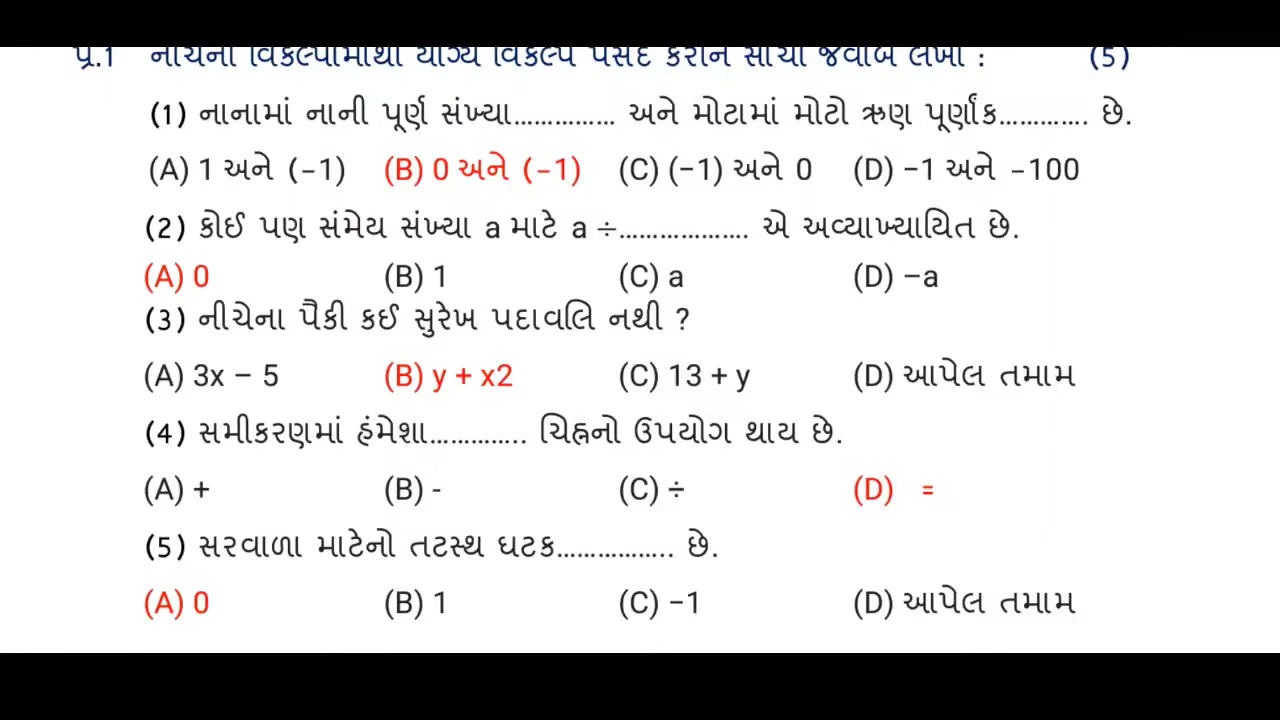 પ્ર.1 નીચેના વિકલ્પોમાંથી યોગ્ય વિકલ્પ પસંદ કરીને સાચો જવાબ લખો : (5)
(1) નાનામાં નાની પૂર્ણ સંખ્યા............... અને મોટામાં મોટો ઋણ પૂર્ણાંક............. છે.
(A) 1 અને (-1) (B) 0 અને (-1) (C) (-1) અને 0 (D) -1 અને -100
(2) કોઈ પણ સંમેય સંખ્યા a માટે a ÷................... એ અવ્યાખ્યાયિત છે.
(A) 0 (B) 1 (C) a (D) -a
(3) નીચેના પૈકી કઈ સુરેખ પદાવલિ નથી ?
(A) 3x – 5 (B) y + x2 (C) 13 + y (D) આપેલ તમામ
(4) સમીકરણમાં હંમેશા.............. ચિહ્નનો ઉપયોગ થાય છે.
(A) + (B) - (C) ÷ (D) =
(5) સરવાળા માટેનો તટસ્થ ઘટક................. છે.
(A) 0 (B) 1 (C) -1 (D) આપેલ તમામ